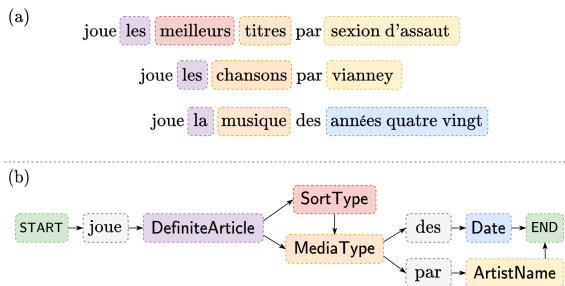 (a)
joue les meilleurs titres par sexion d'assaut
joue les chansons par vianney
joue la musique des années quatre vingt
(b)
SortType
START joue DefiniteArticle des Date END
MediaType
par ArtistName